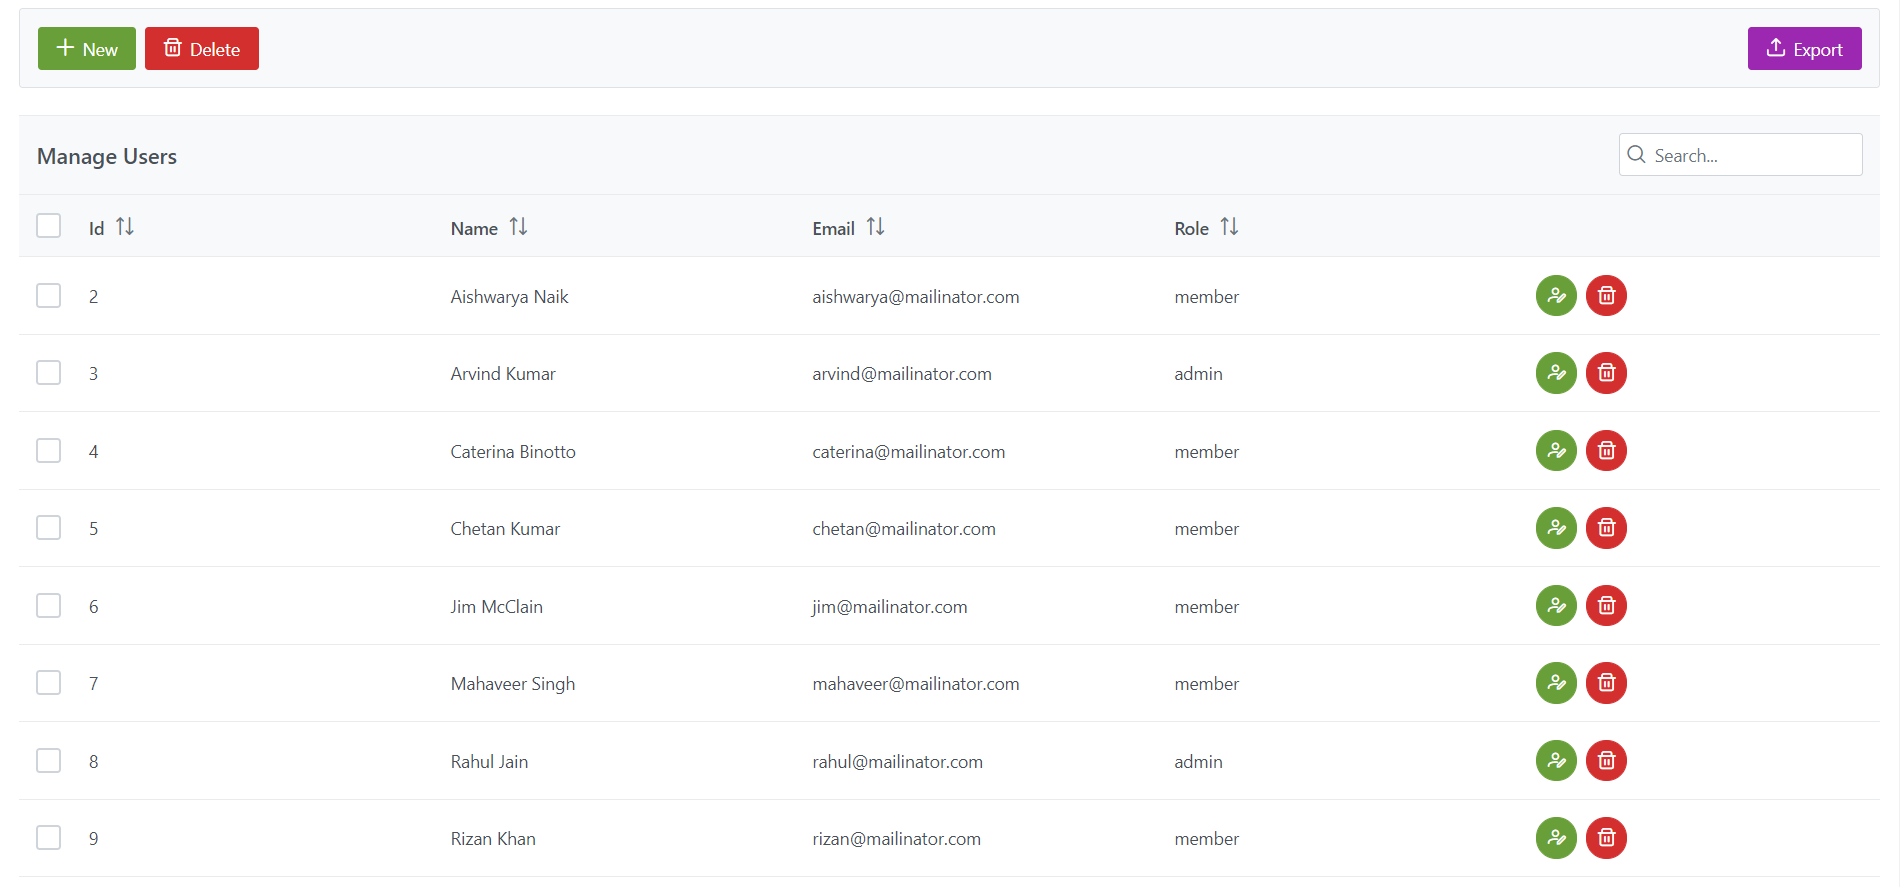 New Delete Export
Manage Users Search...
Id Name Email Role
2 Aishwarya Naik aishwarya@mailinator.com member
3 Arvind Kumar arvind@mailinator.com admin
4 Caterina Binotto caterina@mailinator.com member
5 Chetan Kumar chetan@mailinator.com member
6 Jim McClain jim@mailinator.com member
7 Mahaveer Singh mahaveer@mailinator.com member
8 Rahul Jain rahul@mailinator.com admin
9 Rizan Khan rizan@mailinator.com member